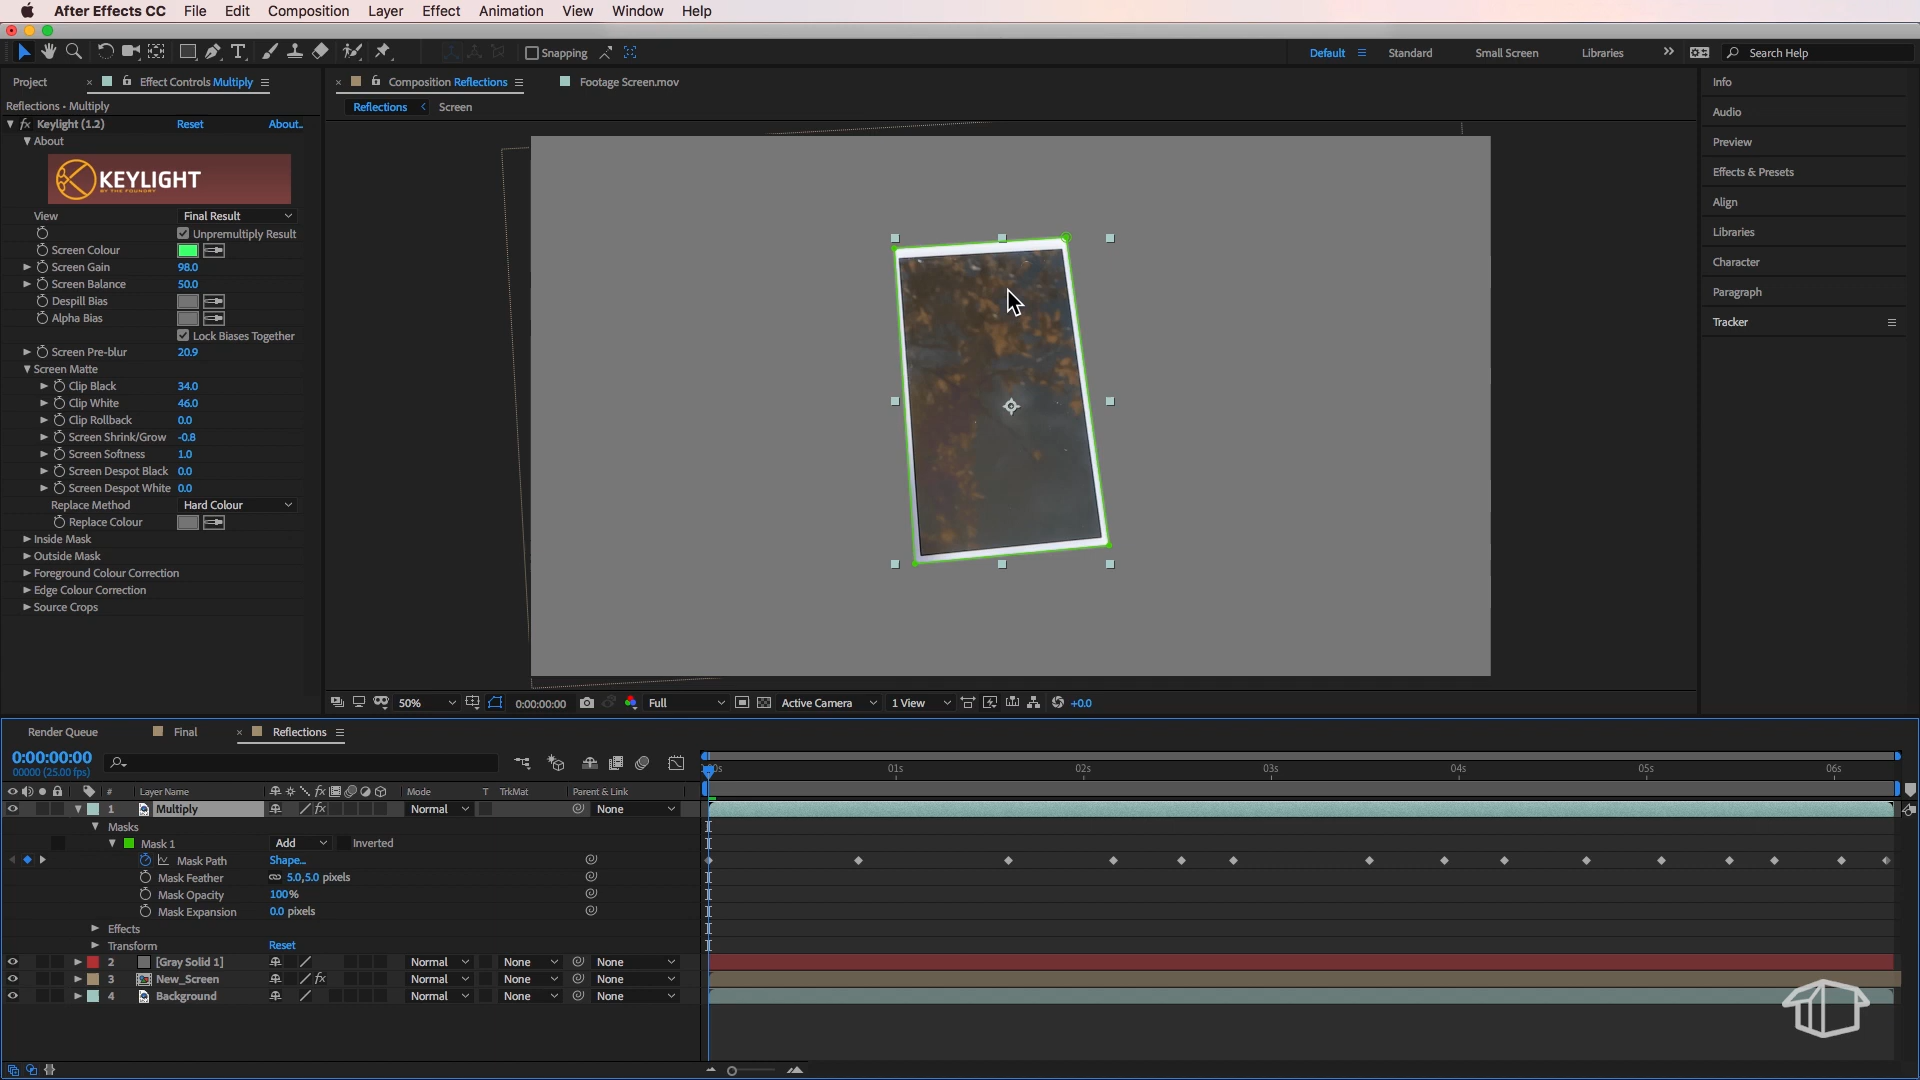 After Effects CC File Edit Composition Layer Effect Animation View Window Help
Snapping Default Standard Small Screen Libraries Search Help
Project Effect Controls Multiply Composition Reflections Footage Screen.mov Info
Reflections • Multiply Reflections Screen
Keylight (1.2) Reset About..
Audio
About
KEYLIGHT
BY THE FOUNDRY
Preview
Effects & Presets
Align
Libraries
Character
Paragraph
Tracker
View Final Result
Unpremultiply Result
Screen Colour
Screen Gain 98.0
Screen Balance 50.0
Despill Bias
Alpha Bias
Lock Biases Together
Screen Pre-blur 20.9
Screen Matte
Clip Black 34.0
Clip White 46.0
Clip Rollback 0.0
Screen Shrink/Grow -0.8
Screen Softness 1.0
Screen Despot Black 0.0
Screen Despot White 0.0
Replace Method Hard Colour
Replace Colour
Inside Mask
Outside Mask
Foreground Colour Correction
Edge Colour Correction
Source Crops
50% 0:00:00:00 Full Active Camera 1 View +0.0
Render Queue Final Reflections
0:00:00:00
00000 (25.00 fps)
01s 02s 03s 04s 05s 06s
# Layer Name Mode T TrkMat Parent & Link
1 Multiply Normal None
Masks
Mask 1 Add Inverted
Mask Path Shape...
Mask Feather 5.0,5.0 pixels
Mask Opacity 100%
Mask Expansion 0.0 pixels
Effects
Transform Reset
2 [Gray Solid 1] Normal None None
3 New_Screen Normal None None
4 Background Normal None None